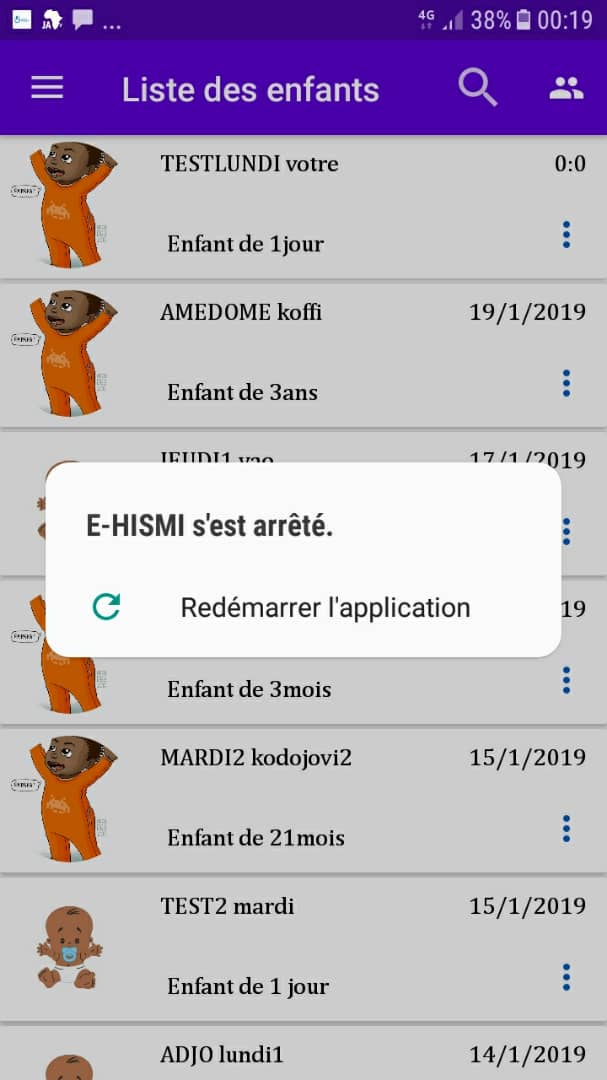 JA
...
4G
38%
00:19
Liste des enfants
TESTLUNDI votre
0:0
Enfant de 1jour
AMEDOME koffi
19/1/2019
Enfant de 3ans
JEUDI1 yao
17/1/2019
E-HISMI s'est arrêté.
Redémarrer l'application
19
Enfant de 3mois
MARDI2 kodojovi2
15/1/2019
Enfant de 21mois
TEST2 mardi
15/1/2019
Enfant de 1 jour
ADJO lundi1
14/1/2019